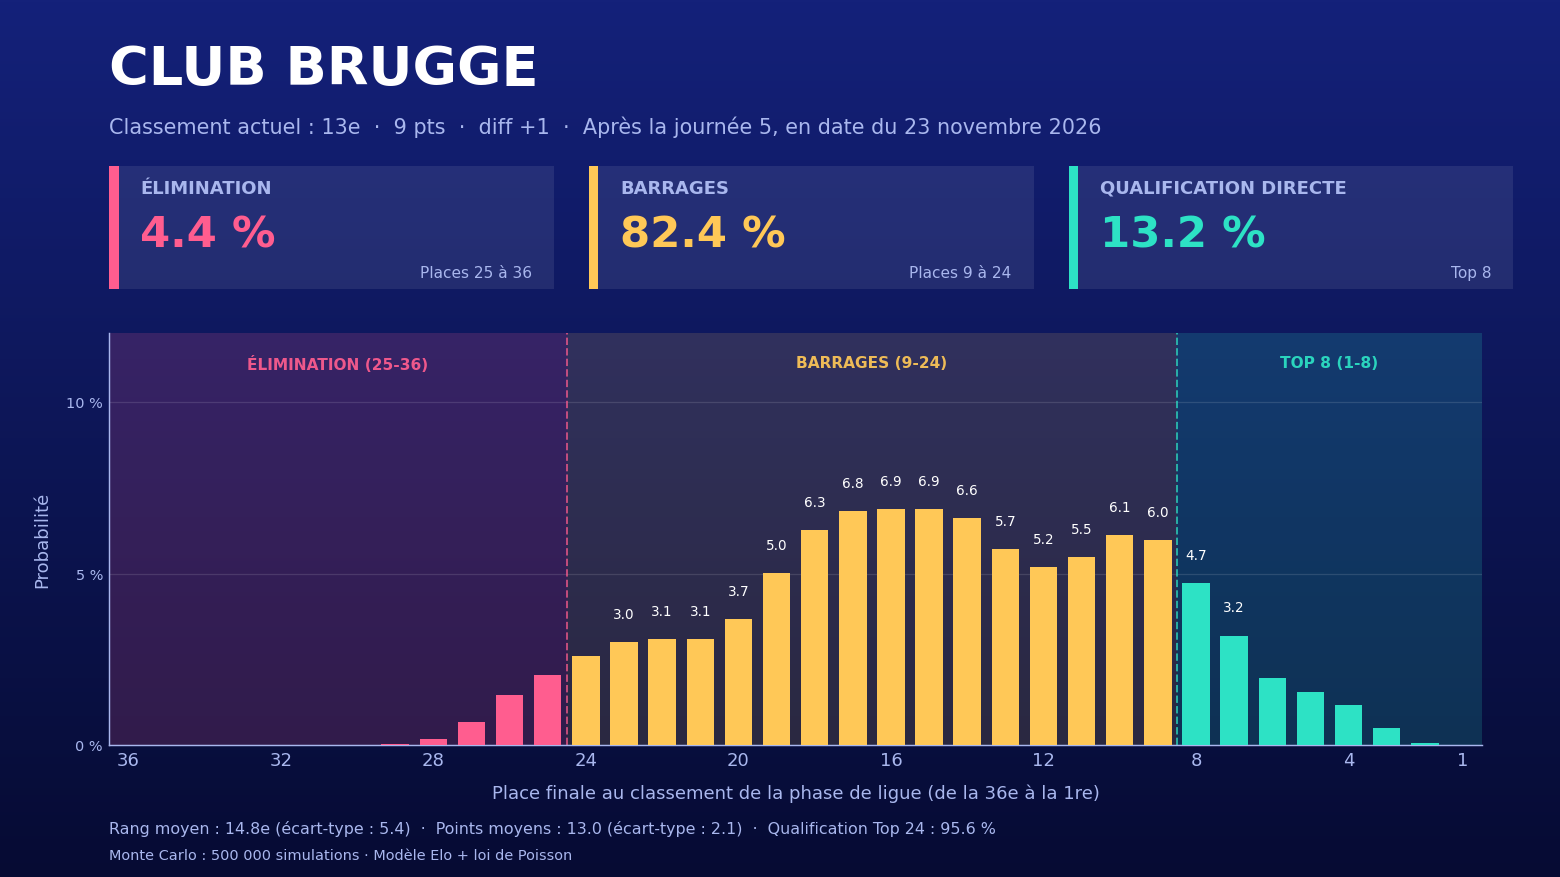 CLUB BRUGGE
Classement actuel : 13e · 9 pts · diff +1 · Après la journée 5, en date du 23 novembre 2026
ÉLIMINATION
4.4 %
Places 25 à 36
BARRAGES
82.4 %
Places 9 à 24
QUALIFICATION DIRECTE
13.2 %
Top 8
ÉLIMINATION (25-36)
BARRAGES (9-24)
TOP 8 (1-8)
Probabilité
10 %
5 %
0 %
3.0
3.1
3.1
3.7
5.0
6.3
6.8
6.9
6.9
6.6
5.7
5.2
5.5
6.1
6.0
4.7
3.2
36 32 28 24 20 16 12 8 4 1
Place finale au classement de la phase de ligue (de la 36e à la 1re)
Rang moyen : 14.8e (écart-type : 5.4) · Points moyens : 13.0 (écart-type : 2.1) · Qualification Top 24 : 95.6 %
Monte Carlo : 500 000 simulations · Modèle Elo + loi de Poisson